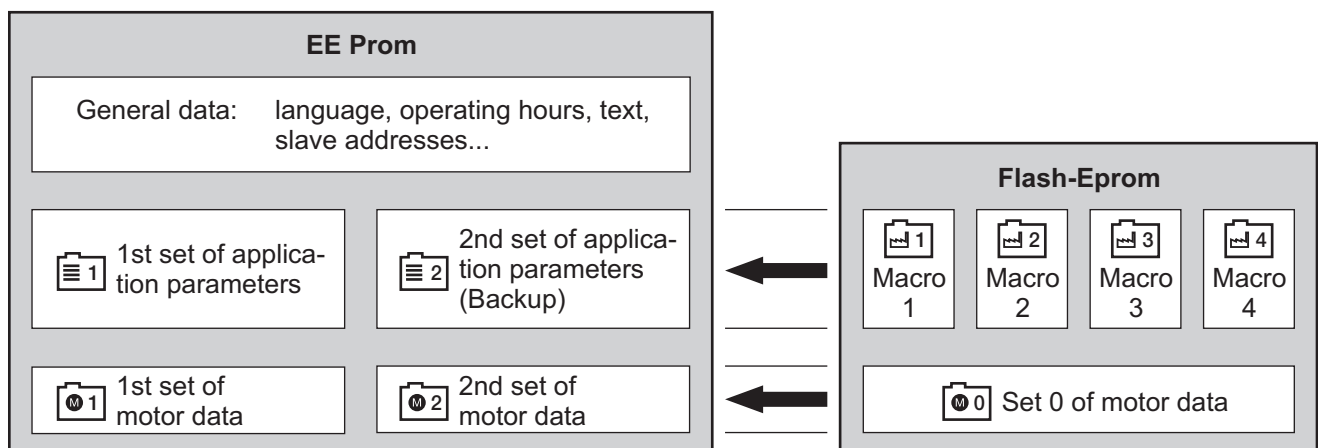 EE Prom
General data: language, operating hours, text,
slave addresses...
1 1st set of applica-
tion parameters
2 2nd set of applica-
tion parameters
(Backup)
M 1 1st set of
motor data
M 2 2nd set of
motor data
Flash-Eprom
1 Macro
1
2 Macro
2
3 Macro
3
4 Macro
4
M 0 Set 0 of motor data